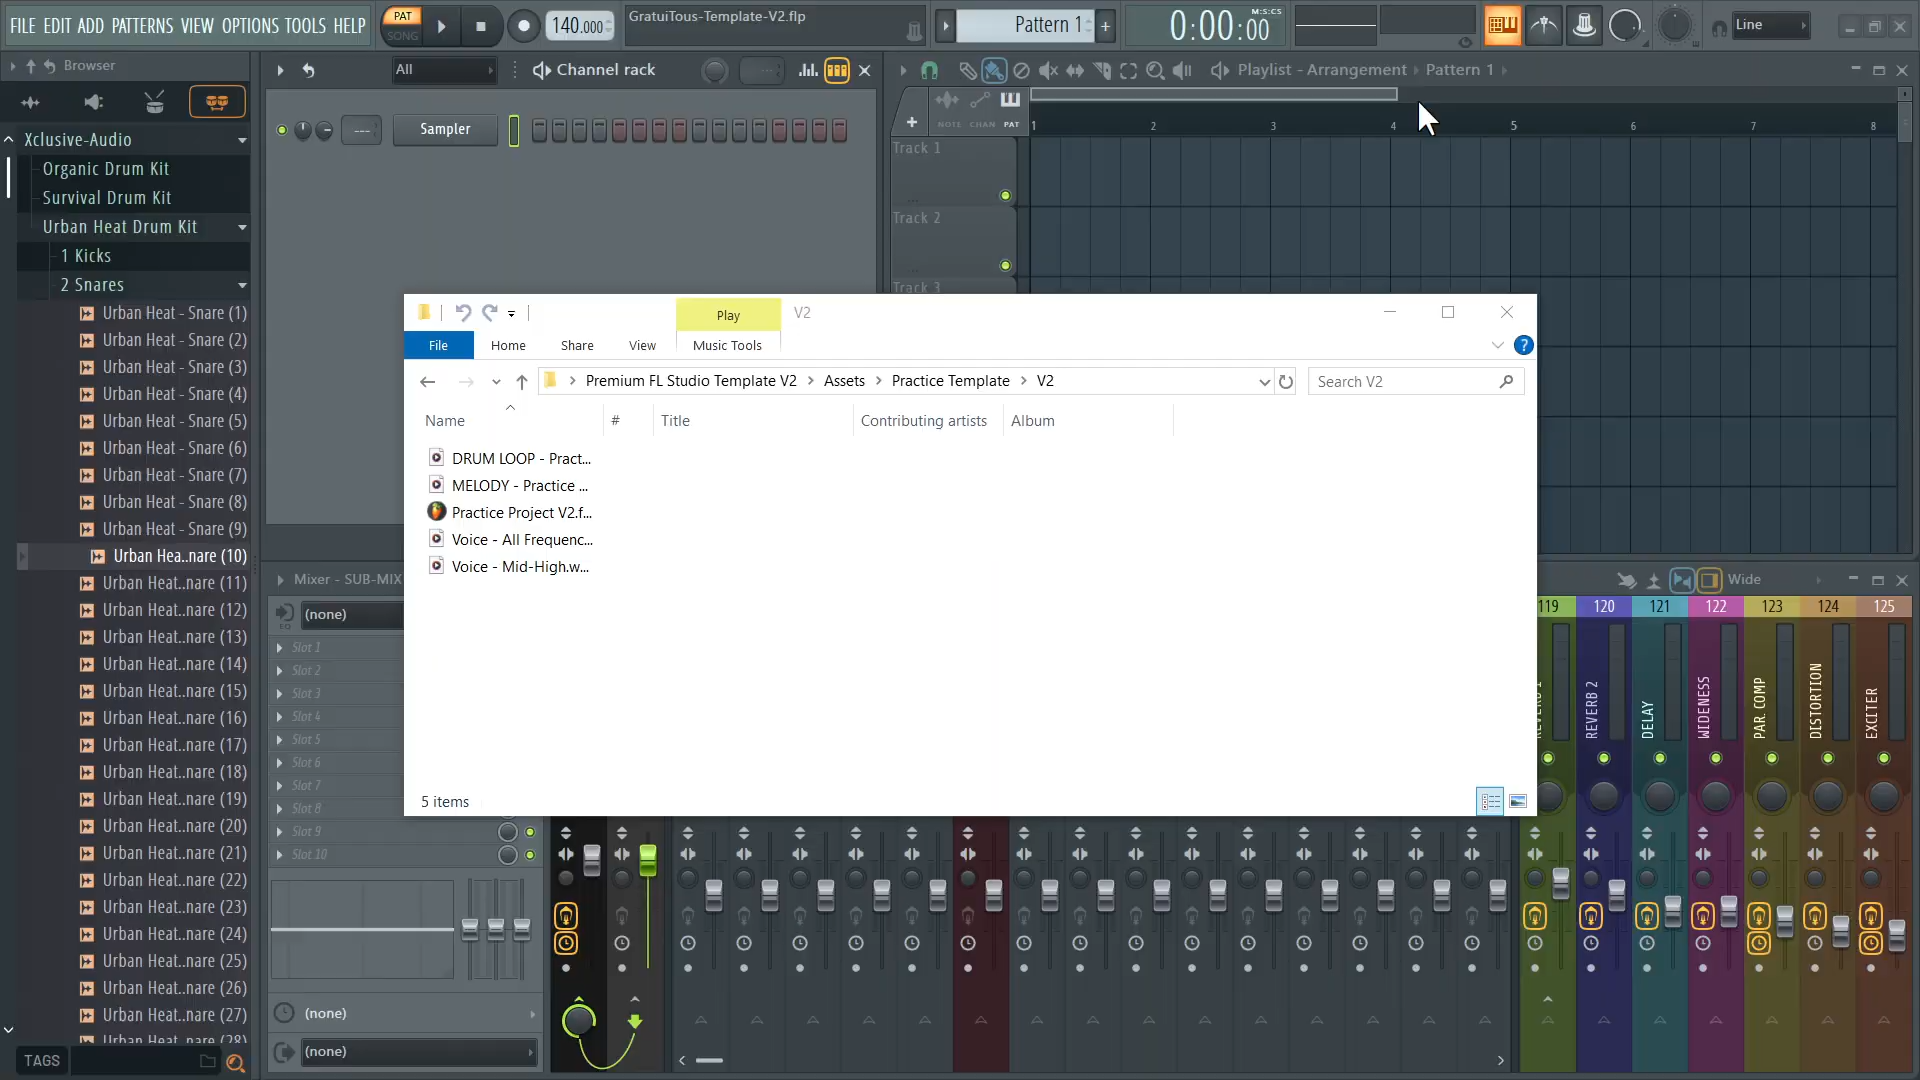 FILE EDIT ADD PATTERNS VIEW OPTIONS TOOLS HELP
PAT
SONG
140.000
GratuiTous-Template-V2.flp
Pattern 1
+
M:S:CS
0:00:00
Line
Browser
All
Channel rack
Playlist - Arrangement
Pattern 1
NOTE CHAN PAT
1 2 3 4 5 6 7 8
Sampler
Track 1
Track 2
Track 3
Xclusive-Audio
Organic Drum Kit
Survival Drum Kit
Urban Heat Drum Kit
1 Kicks
2 Snares
Urban Heat - Snare (1)
Urban Heat - Snare (2)
Urban Heat - Snare (3)
Urban Heat - Snare (4)
Urban Heat - Snare (5)
Urban Heat - Snare (6)
Urban Heat - Snare (7)
Urban Heat - Snare (8)
Urban Heat - Snare (9)
Urban Hea..nare (10)
Urban Heat..nare (11)
Urban Heat..nare (12)
Urban Heat..nare (13)
Urban Heat..nare (14)
Urban Heat..nare (15)
Urban Heat..nare (16)
Urban Heat..nare (17)
Urban Heat..nare (18)
Urban Heat..nare (19)
Urban Heat..nare (20)
Urban Heat..nare (21)
Urban Heat..nare (22)
Urban Heat..nare (23)
Urban Heat..nare (24)
Urban Heat..nare (25)
Urban Heat..nare (26)
Urban Heat..nare (27)
Urban Heat..nare (28)
TAGS
Play
V2
File
Home
Share
View
Music Tools
Premium FL Studio Template V2 > Assets > Practice Template > V2
Search V2
Name
#
Title
Contributing artists
Album
DRUM LOOP - Pract...
MELODY - Practice ...
Practice Project V2.f...
Voice - All Frequenc...
Voice - Mid-High.w...
5 items
Mixer - SUB-MIX
(none)
EQ
Slot 1
Slot 2
Slot 3
Slot 4
Slot 5
Slot 6
Slot 7
Slot 8
Slot 9
Slot 10
(none)
(none)
Wide
119 120 121 122 123 124 125
REVERB 1
REVERB 2
DELAY
WIDENESS
PAR. COMP
DISTORTION
EXCITER